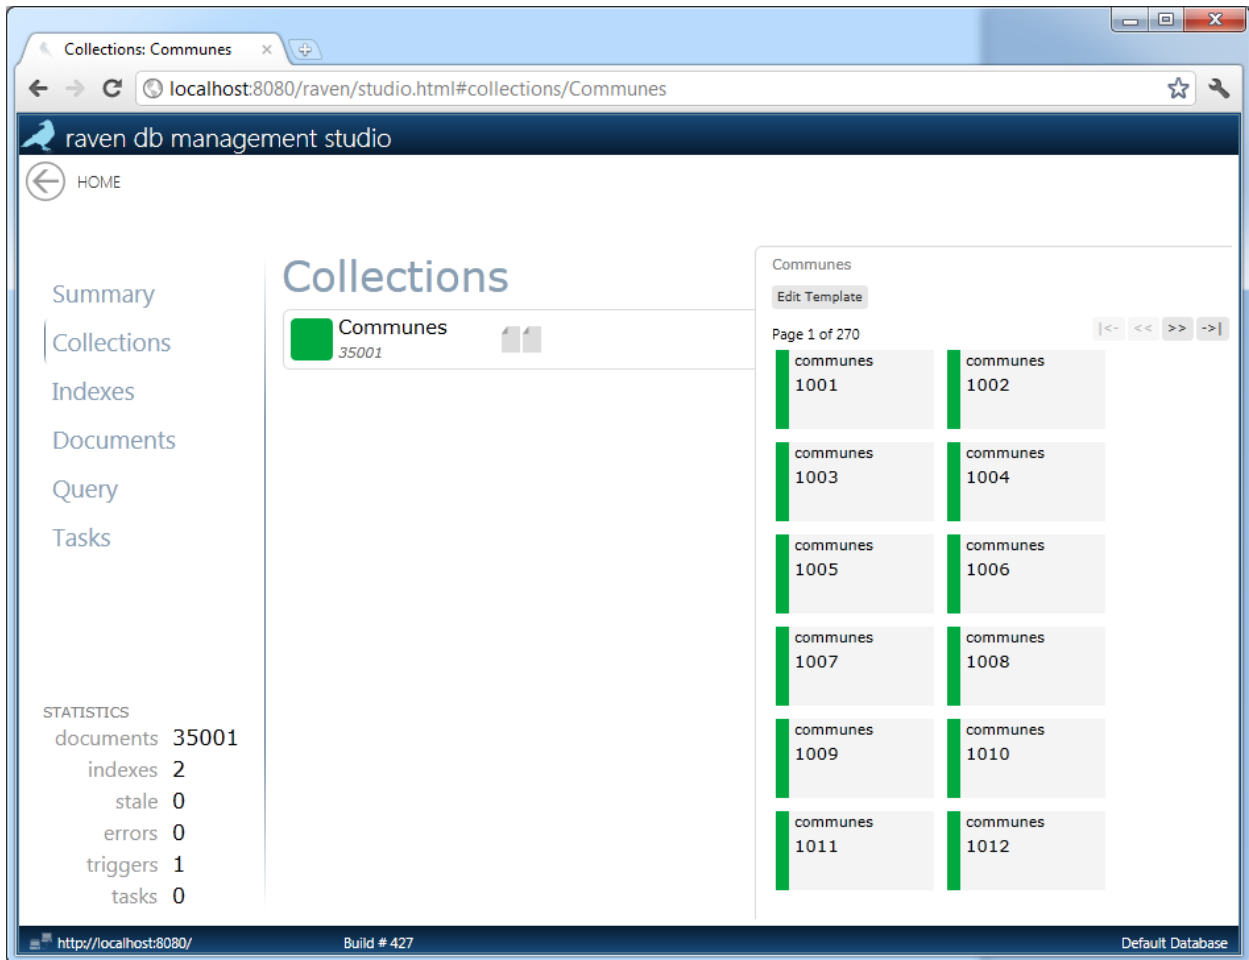 Collections: Communes
localhost:8080/raven/studio.html#collections/Communes
raven db management studio
HOME
Summary
Collections
Indexes
Documents
Query
Tasks
STATISTICS
documents 35001
indexes 2
stale 0
errors 0
triggers 1
tasks 0
Collections
Communes
35001
Communes
Edit Template
Page 1 of 270
|<- << >> ->|
communes
1001
communes
1002
communes
1003
communes
1004
communes
1005
communes
1006
communes
1007
communes
1008
communes
1009
communes
1010
communes
1011
communes
1012
http://localhost:8080/
Build # 427
Default Database